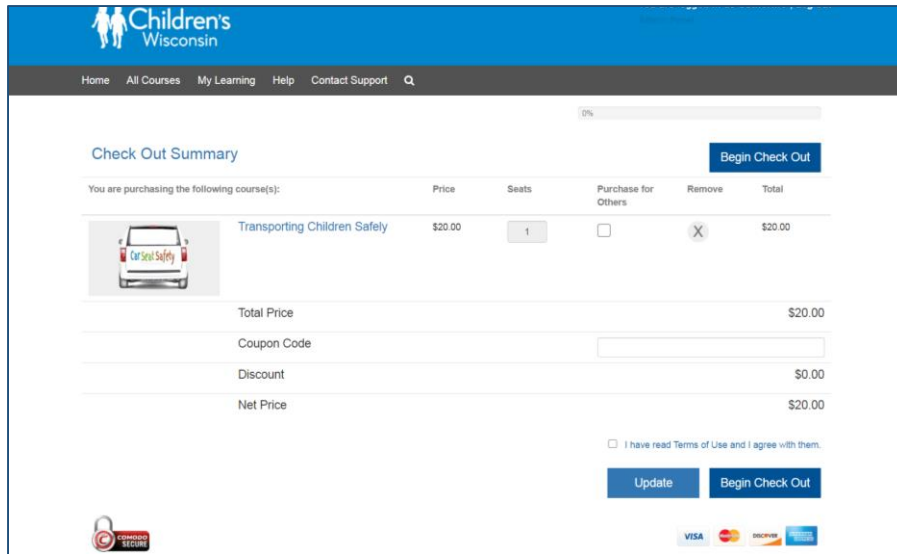 Children's
Wisconsin
Home All Courses My Learning Help Contact Support
0%
Check Out Summary
Begin Check Out
You are purchasing the following course(s): Price Seats Purchase for Others Remove Total
Car Seat Safety
Transporting Children Safely $20.00 1 X $20.00
Total Price $20.00
Coupon Code
Discount $0.00
Net Price $20.00
I have read Terms of Use and I agree with them.
Update Begin Check Out
C COMODO
SECURE
VISA MasterCard DISCOVER